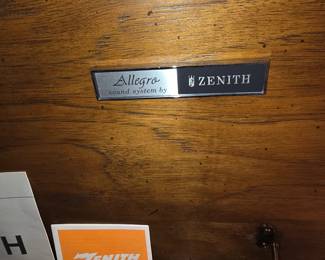 Allegro
sound system by
ZENITH
H
ZENITH